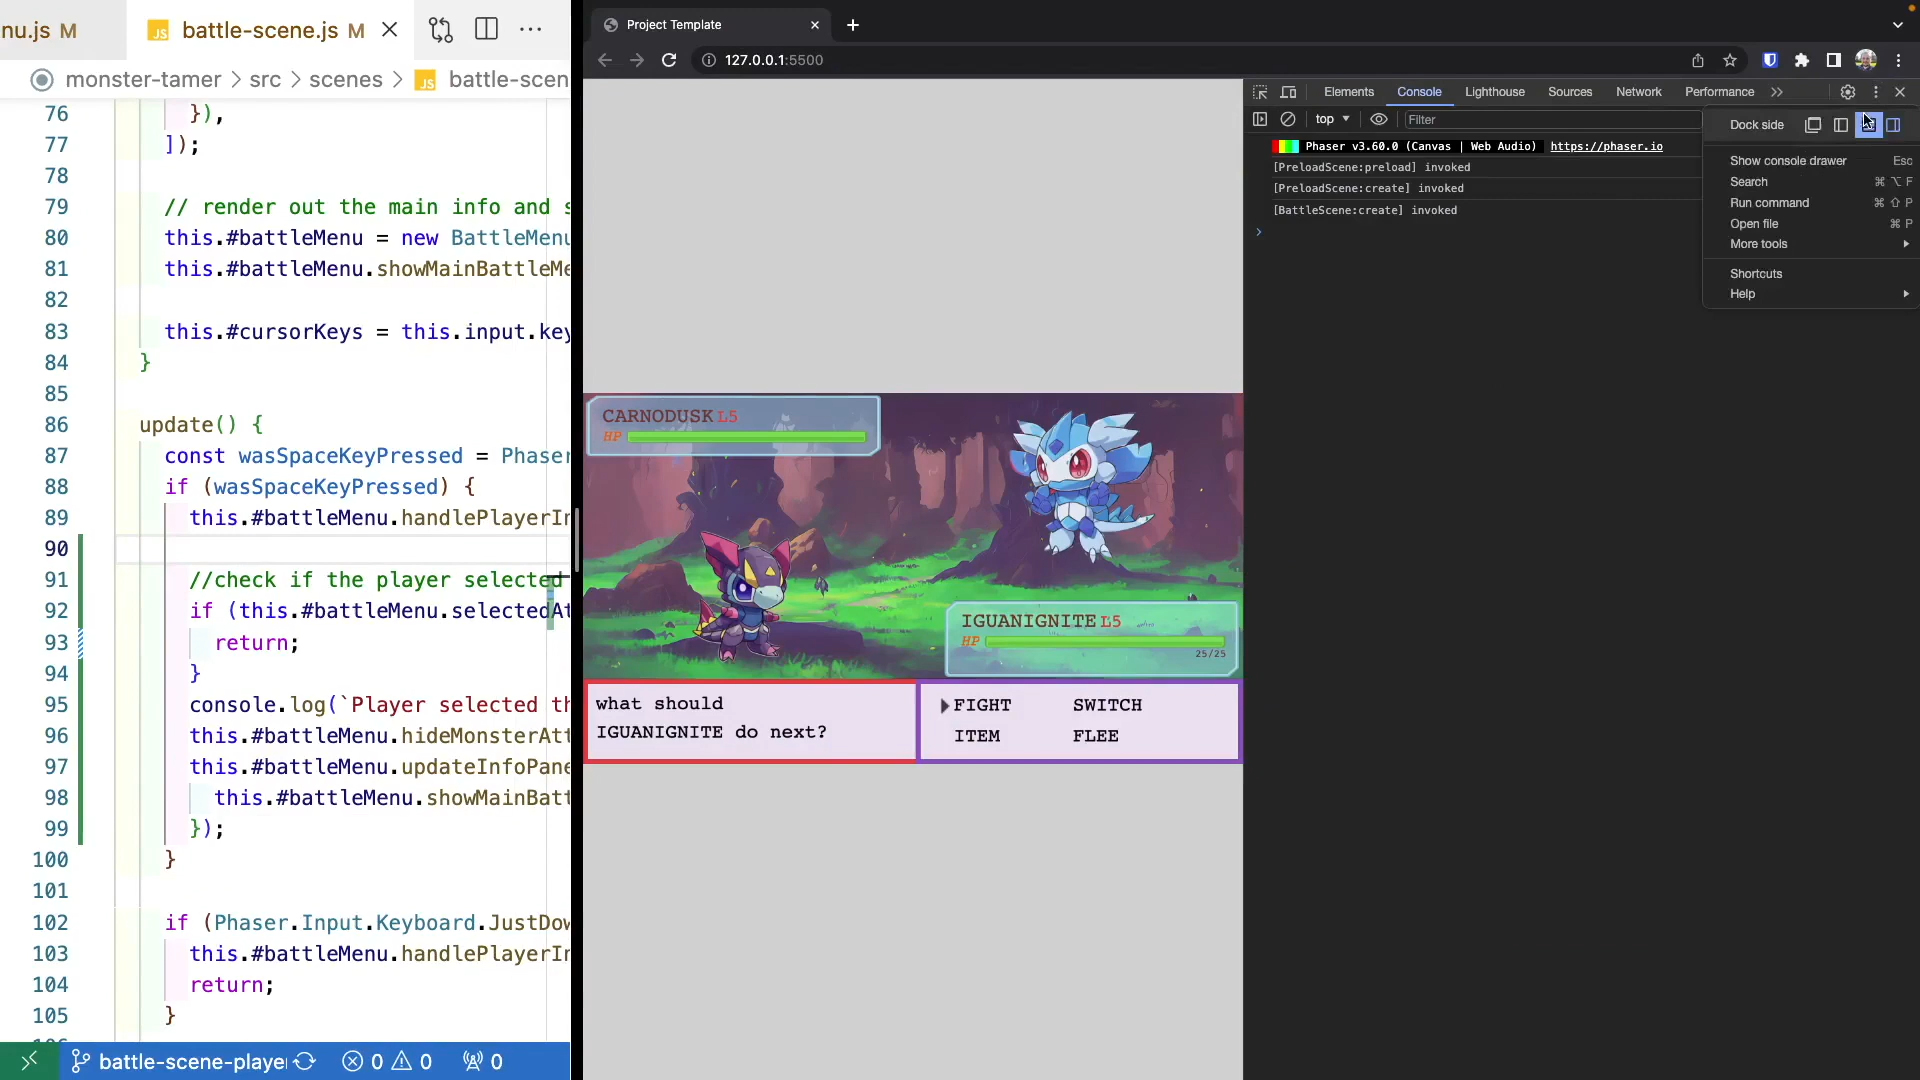 nu.js M
battle-scene.js M
monster-tamer > src > scenes > battle-scen
76 }),
77 ]);
78
79 // render out the main info and s
80 this.#battleMenu = new BattleMenu
81 this.#battleMenu.showMainBattleMe
82
83 this.#cursorKeys = this.input.key
84 }
85
86 update() {
87 const wasSpaceKeyPressed = Phaser
88 if (wasSpaceKeyPressed) {
89 this.#battleMenu.handlePlayerIn
90
91 //check if the player selected
92 if (this.#battleMenu.selectedAt
93 return;
94 }
95 console.log(`Player selected th
96 this.#battleMenu.hideMonsterAtt
97 this.#battleMenu.updateInfoPane
98 this.#battleMenu.showMainBatt
99 });
100 }
101
102 if (Phaser.Input.Keyboard.JustDow
103 this.#battleMenu.handlePlayerIn
104 return;
105 }
battle-scene-player 0 0 0
Project Template
127.0.0.1:5500
Elements Console Lighthouse Sources Network Performance
top Filter
Phaser v3.60.0 (Canvas | Web Audio) https://phaser.io
[PreloadScene:preload] invoked
[PreloadScene:create] invoked
[BattleScene:create] invoked
Dock side
Show console drawer Esc
Search ⌘ ⌥ F
Run command ⌘ ⇧ P
Open file ⌘ P
More tools
Shortcuts
Help
CARNODUSK L5
HP
IGUANIGNITE L5
HP
25/25
what should
IGUANIGNITE do next?
FIGHT SWITCH
ITEM FLEE